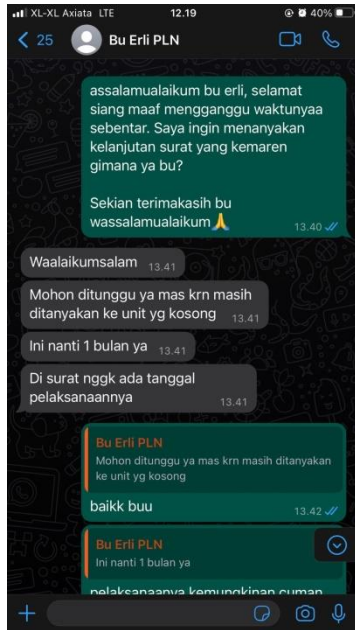 XL-XL Axiata LTE 12.19 40%
25 Bu Erli PLN
assalamualaikum bu erli, selamat
siang maaf mengganggu waktunyaa
sebentar. Saya ingin menanyakan
kelanjutan surat yang kemaren
gimana ya bu?
Sekian terimakasih bu
wassalamualaikum🙏
13.40
Waalaikumsalam 13.41
Mohon ditunggu ya mas krn masih
ditanyakan ke unit yg kosong 13.41
Ini nanti 1 bulan ya 13.41
Di surat nggk ada tanggal
pelaksanaannya 13.41
Bu Erli PLN
Mohon ditunggu ya mas krn masih ditanyakan
ke unit yg kosong
baikk buu 13.42
Bu Erli PLN
Ini nanti 1 bulan ya
pelaksanaanya kemungkinan cuman